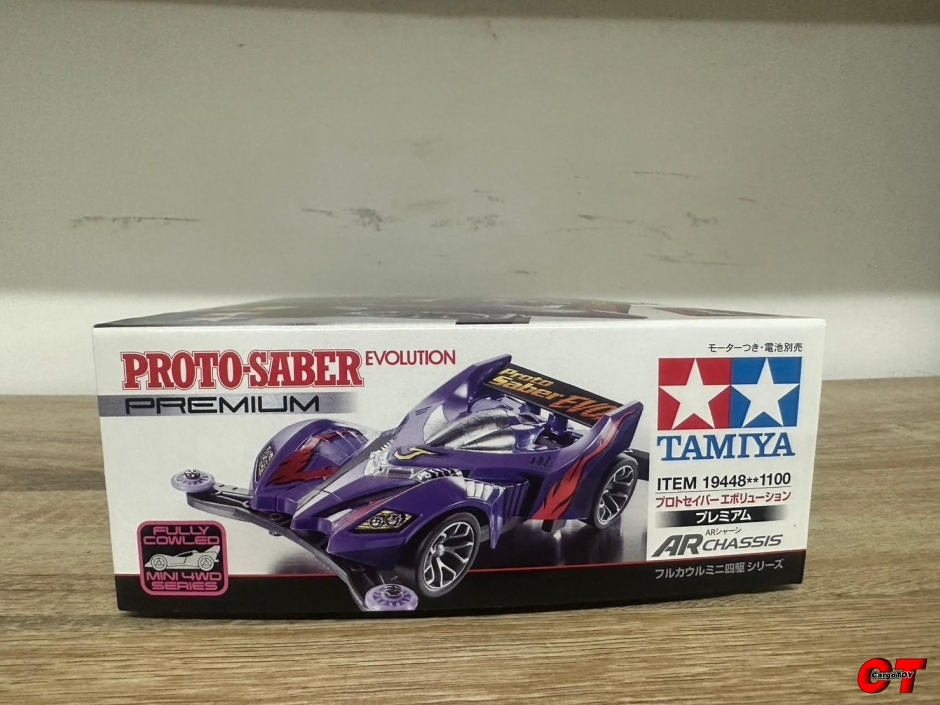 PROTO-SABER EVOLUTION
PREMIUM
Proto
Saber EVO.
FULLY
COWLED
MINI 4WD
SERIES
モーターつき・電池別売
TAMIYA
ITEM 19448**1100
プロトセイバー エボリューション
プレミアム
ARシャーシ
AR CHASSIS
フルカウルミニ四駆 シリーズ
CT
CargoTOY